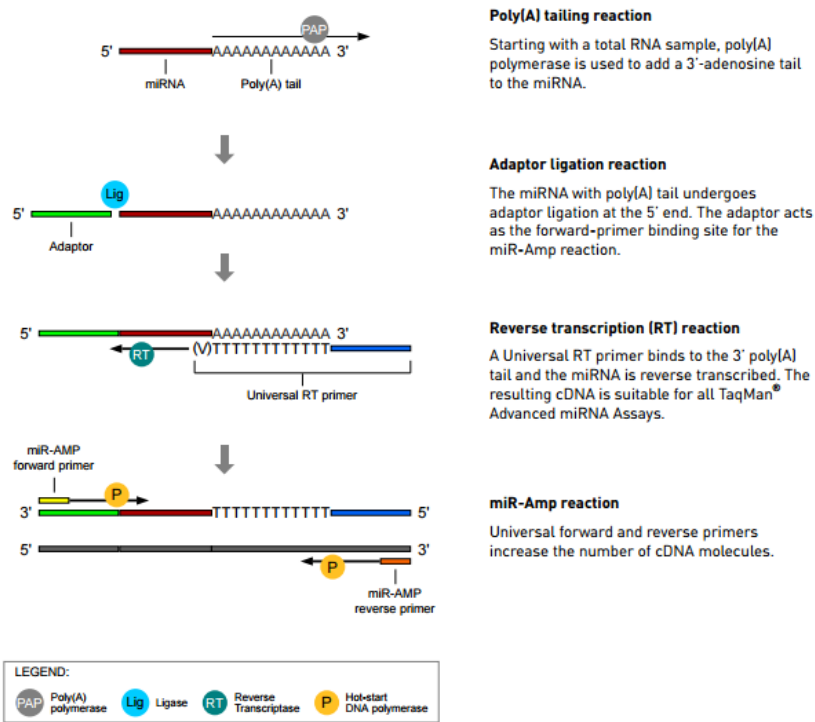 Poly(A) tailing reaction
Starting with a total RNA sample, poly(A)
polymerase is used to add a 3'-adenosine tail
to the miRNA.
PAP
5'
AAAAAAAAAAAA 3'
miRNA
Poly(A) tail
Adaptor ligation reaction
The miRNA with poly(A) tail undergoes
adaptor ligation at the 5' end. The adaptor acts
as the forward-primer binding site for the
miR-Amp reaction.
Lig
5'
AAAAAAAAAAAA 3'
Adaptor
Reverse transcription (RT) reaction
A Universal RT primer binds to the 3' poly(A)
tail and the miRNA is reverse transcribed. The
resulting cDNA is suitable for all TaqMan®
Advanced miRNA Assays.
5'
AAAAAAAAAAAA 3'
RT
(V)TTTTTTTTTTTT
Universal RT primer
miR-Amp reaction
Universal forward and reverse primers
increase the number of cDNA molecules.
miR-AMP
forward primer
P
3'
TTTTTTTTTTTT
5'
5'
3'
P
miR-AMP
reverse primer
LEGEND:
PAP Poly(A)
polymerase
Lig Ligase
RT Reverse
Transcriptase
P Hot-start
DNA polymerase